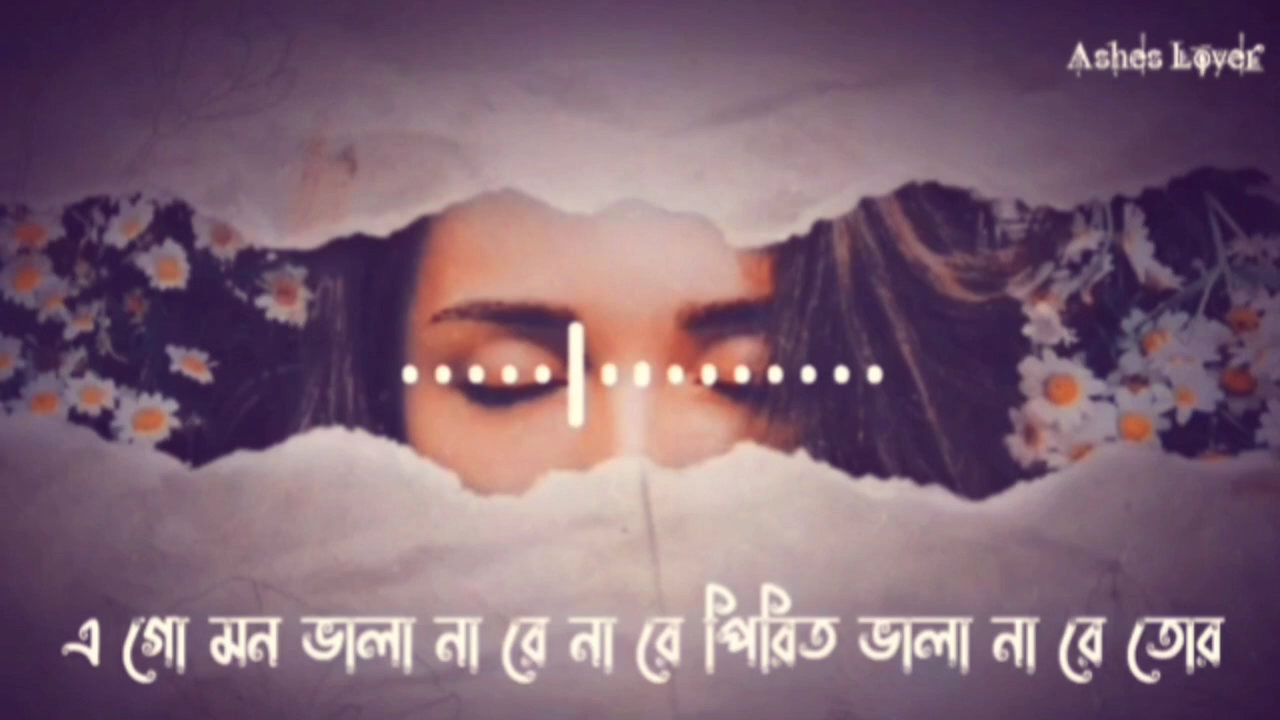 Ashes Lover
এ গো মন ভালা না রে না রে পিরিত ভালা না রে তোর